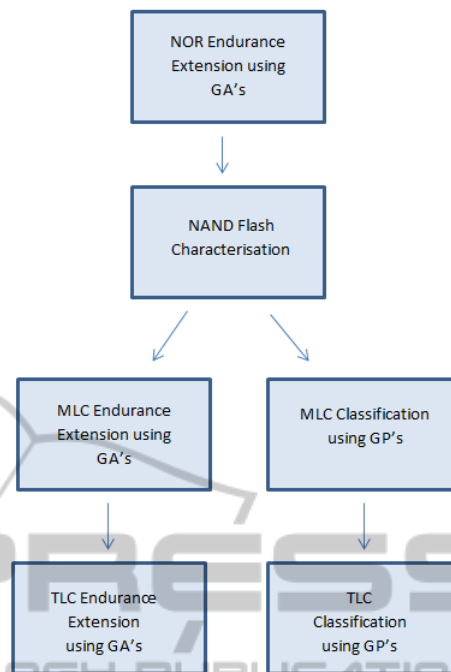 NOR Endurance
Extension using
GA's
NAND Flash
Characterisation
MLC Endurance
Extension using
GA's
MLC Classification
using GP's
TLC Endurance
Extension
using GA's
TLC
Classification
using GP's